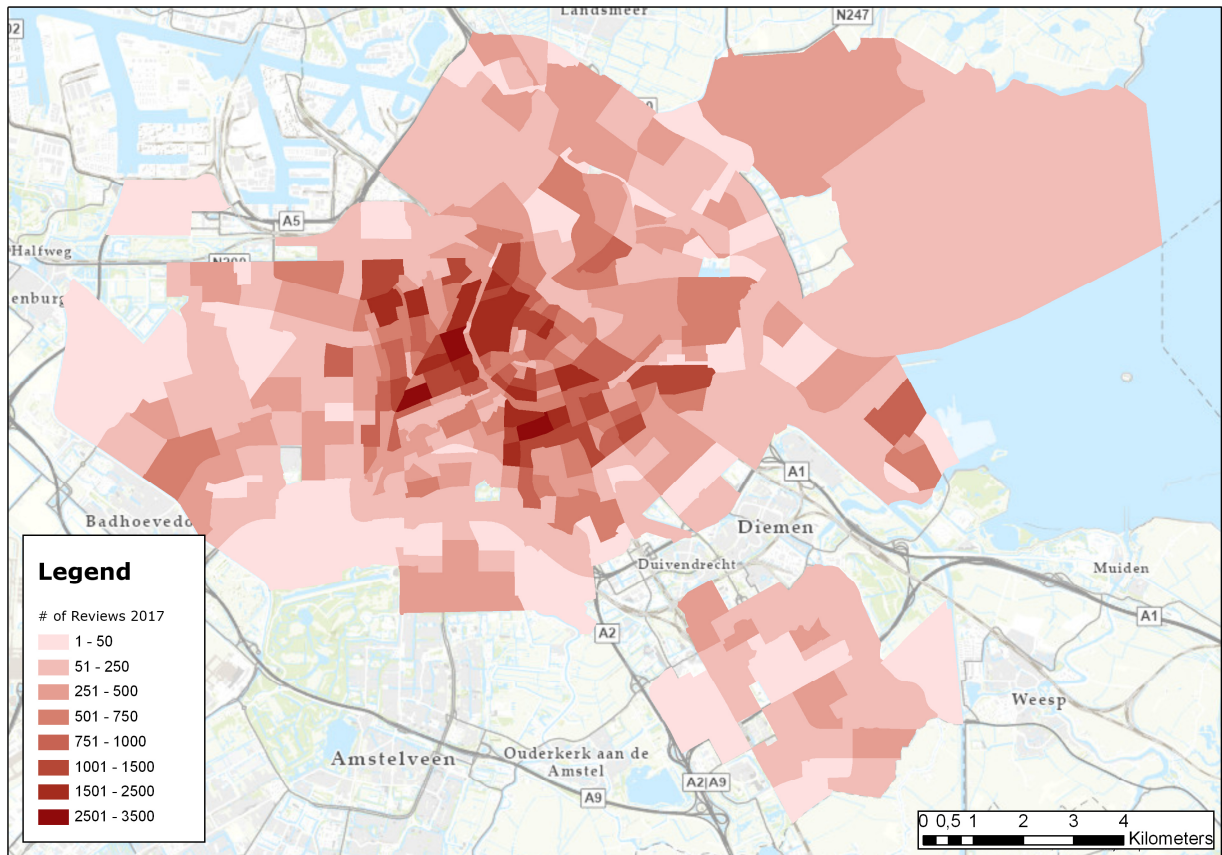 Landsmeer
N247
02
A5
Halfweg
N200
enburg
A1
Badhoevedo
Diemen
Duivendrecht
Muiden
A1
A2
Weesp
Amstelveen
Ouderkerk aan de
Amstel
A2|A9
A9
Legend
# of Reviews 2017
1 - 50
51 - 250
251 - 500
501 - 750
751 - 1000
1001 - 1500
1501 - 2500
2501 - 3500
0 0,5 1 2 3 4
Kilometers